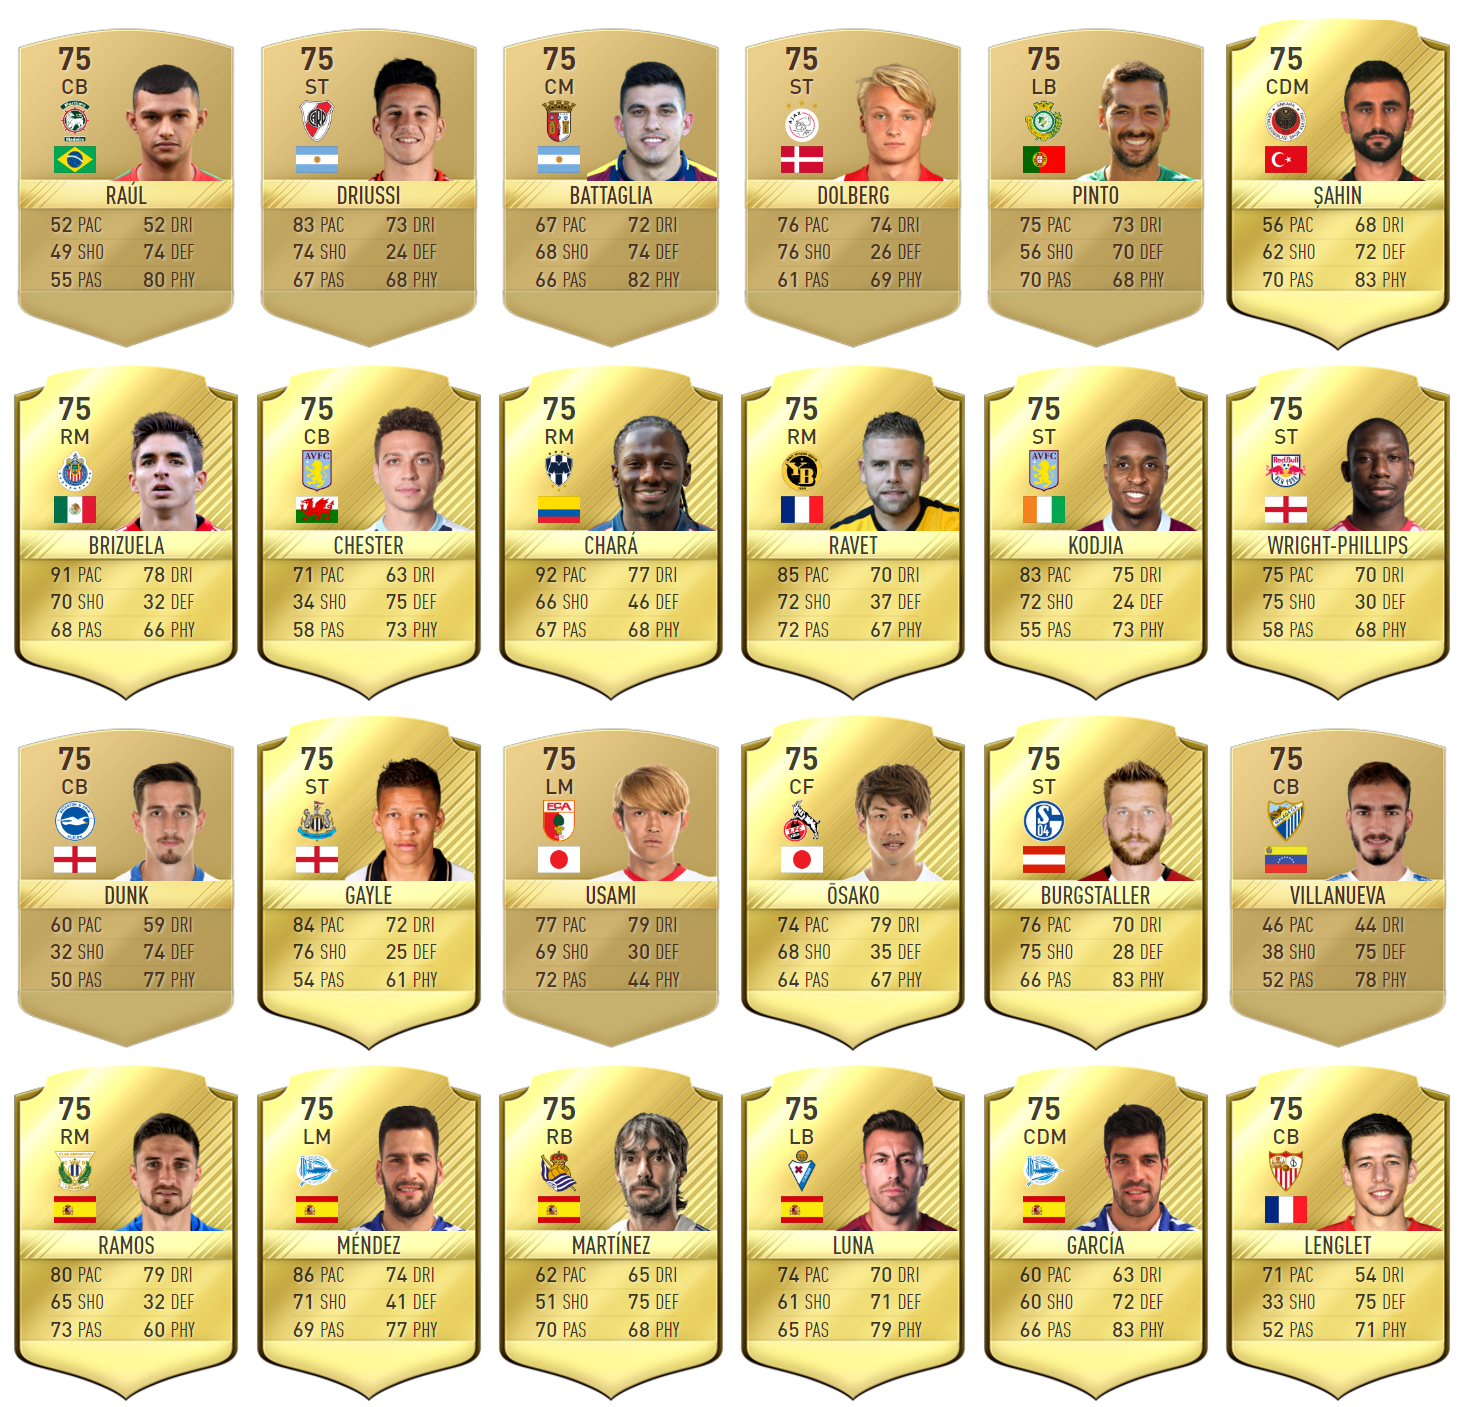 75
CB
RAÚL
52 PAC 52 DRI
49 SHO 74 DEF
55 PAS 80 PHY
75
ST
DRIUSSI
83 PAC 73 DRI
74 SHO 24 DEF
67 PAS 68 PHY
75
CM
BATTAGLIA
67 PAC 72 DRI
68 SHO 74 DEF
66 PAS 82 PHY
75
ST
AJAX
DOLBERG
76 PAC 74 DRI
76 SHO 26 DEF
61 PAS 69 PHY
75
LB
PINTO
75 PAC 73 DRI
56 SHO 70 DEF
70 PAS 68 PHY
75
CDM
ŞAHIN
56 PAC 68 DRI
62 SHO 72 DEF
70 PAS 83 PHY
75
RM
BRIZUELA
91 PAC 78 DRI
70 SHO 32 DEF
68 PAS 66 PHY
75
CB
AVFC
CHESTER
71 PAC 63 DRI
34 SHO 75 DEF
58 PAS 73 PHY
75
RM
CHARÁ
92 PAC 77 DRI
66 SHO 46 DEF
67 PAS 68 PHY
75
RM
YB
RAVET
85 PAC 70 DRI
72 SHO 37 DEF
72 PAS 67 PHY
75
ST
AVFC
KODJIA
83 PAC 75 DRI
72 SHO 24 DEF
55 PAS 73 PHY
75
ST
Red Bull
NEW YORK
WRIGHT-PHILLIPS
75 PAC 70 DRI
75 SHO 30 DEF
58 PAS 68 PHY
75
CB
DUNK
60 PAC 59 DRI
32 SHO 74 DEF
50 PAS 77 PHY
75
ST
GAYLE
84 PAC 72 DRI
76 SHO 25 DEF
54 PAS 61 PHY
75
LM
FCA
USAMI
77 PAC 79 DRI
69 SHO 30 DEF
72 PAS 44 PHY
75
CF
ŌSAKO
74 PAC 79 DRI
68 SHO 35 DEF
64 PAS 67 PHY
75
ST
S
04
BURGSTALLER
76 PAC 70 DRI
75 SHO 28 DEF
66 PAS 83 PHY
75
CB
VILLANUEVA
46 PAC 44 DRI
38 SHO 75 DEF
52 PAS 78 PHY
75
RM
RAMOS
80 PAC 79 DRI
65 SHO 32 DEF
73 PAS 60 PHY
75
LM
MÉNDEZ
86 PAC 74 DRI
71 SHO 41 DEF
69 PAS 77 PHY
75
RB
MARTÍNEZ
62 PAC 65 DRI
51 SHO 75 DEF
70 PAS 68 PHY
75
LB
LUNA
74 PAC 70 DRI
61 SHO 71 DEF
65 PAS 79 PHY
75
CDM
GARCÍA
60 PAC 63 DRI
60 SHO 72 DEF
66 PAS 83 PHY
75
CB
LENGLET
71 PAC 54 DRI
33 SHO 75 DEF
52 PAS 71 PHY